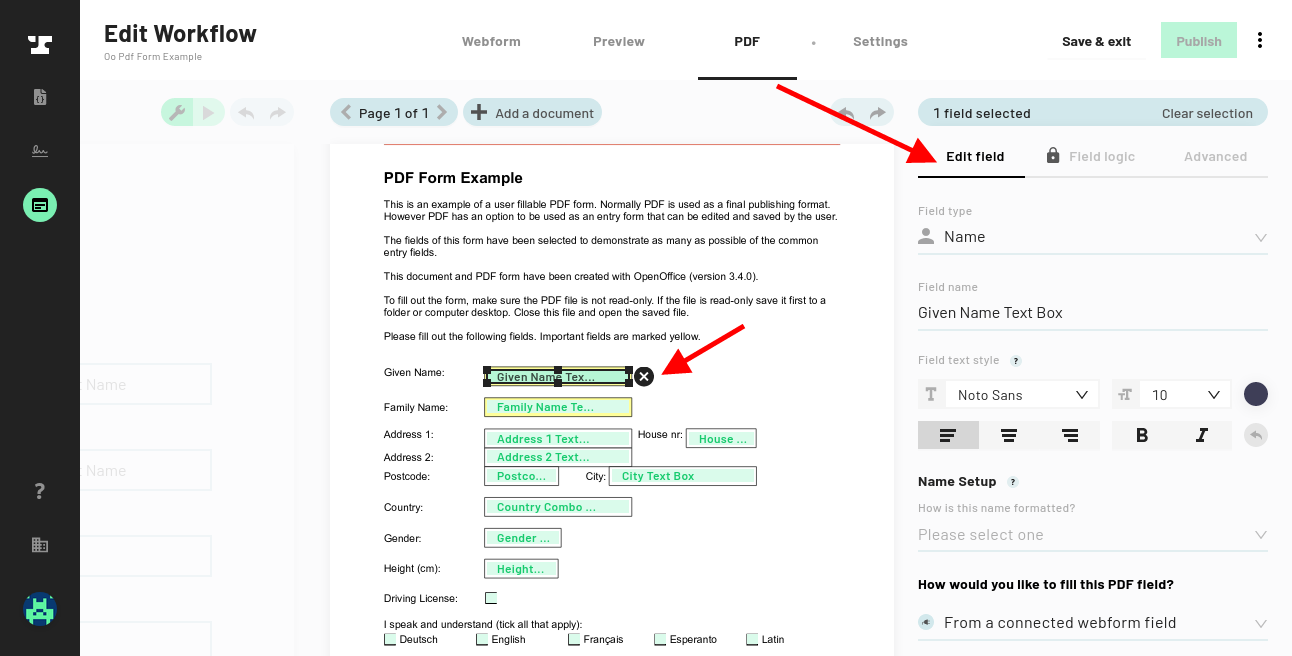 Edit Workflow
Oo Pdf Form Example
Webform
Preview
PDF
Settings
Save & exit
Publish
Page 1 of 1
Add a document
1 field selected
Clear selection
Edit field
Field logic
Advanced
PDF Form Example
This is an example of a user fillable PDF form. Normally PDF is used as a final publishing format.
However PDF has an option to be used as an entry form that can be edited and saved by the user.
The fields of this form have been selected to demonstrate as many as possible of the common
entry fields.
This document and PDF form have been created with OpenOffice (version 3.4.0).
To fill out the form, make sure the PDF file is not read-only. If the file is read-only save it first to a
folder or computer desktop. Close this file and open the saved file.
Please fill out the following fields. Important fields are marked yellow.
Given Name: Given Name Tex...
Family Name: Family Name Te...
Address 1: Address 1 Text... House nr: House ...
Address 2: Address 2 Text...
Postcode: Postco... City: City Text Box
Country: Country Combo ...
Gender: Gender ...
Height (cm): Height...
Driving License:
I speak and understand (tick all that apply):
Deutsch English Français Esperanto Latin
Name
Name
?
Field type
Name
Field name
Given Name Text Box
Field text style ?
T Noto Sans TT 10
B I
Name Setup ?
How is this name formatted?
Please select one
How would you like to fill this PDF field?
From a connected webform field